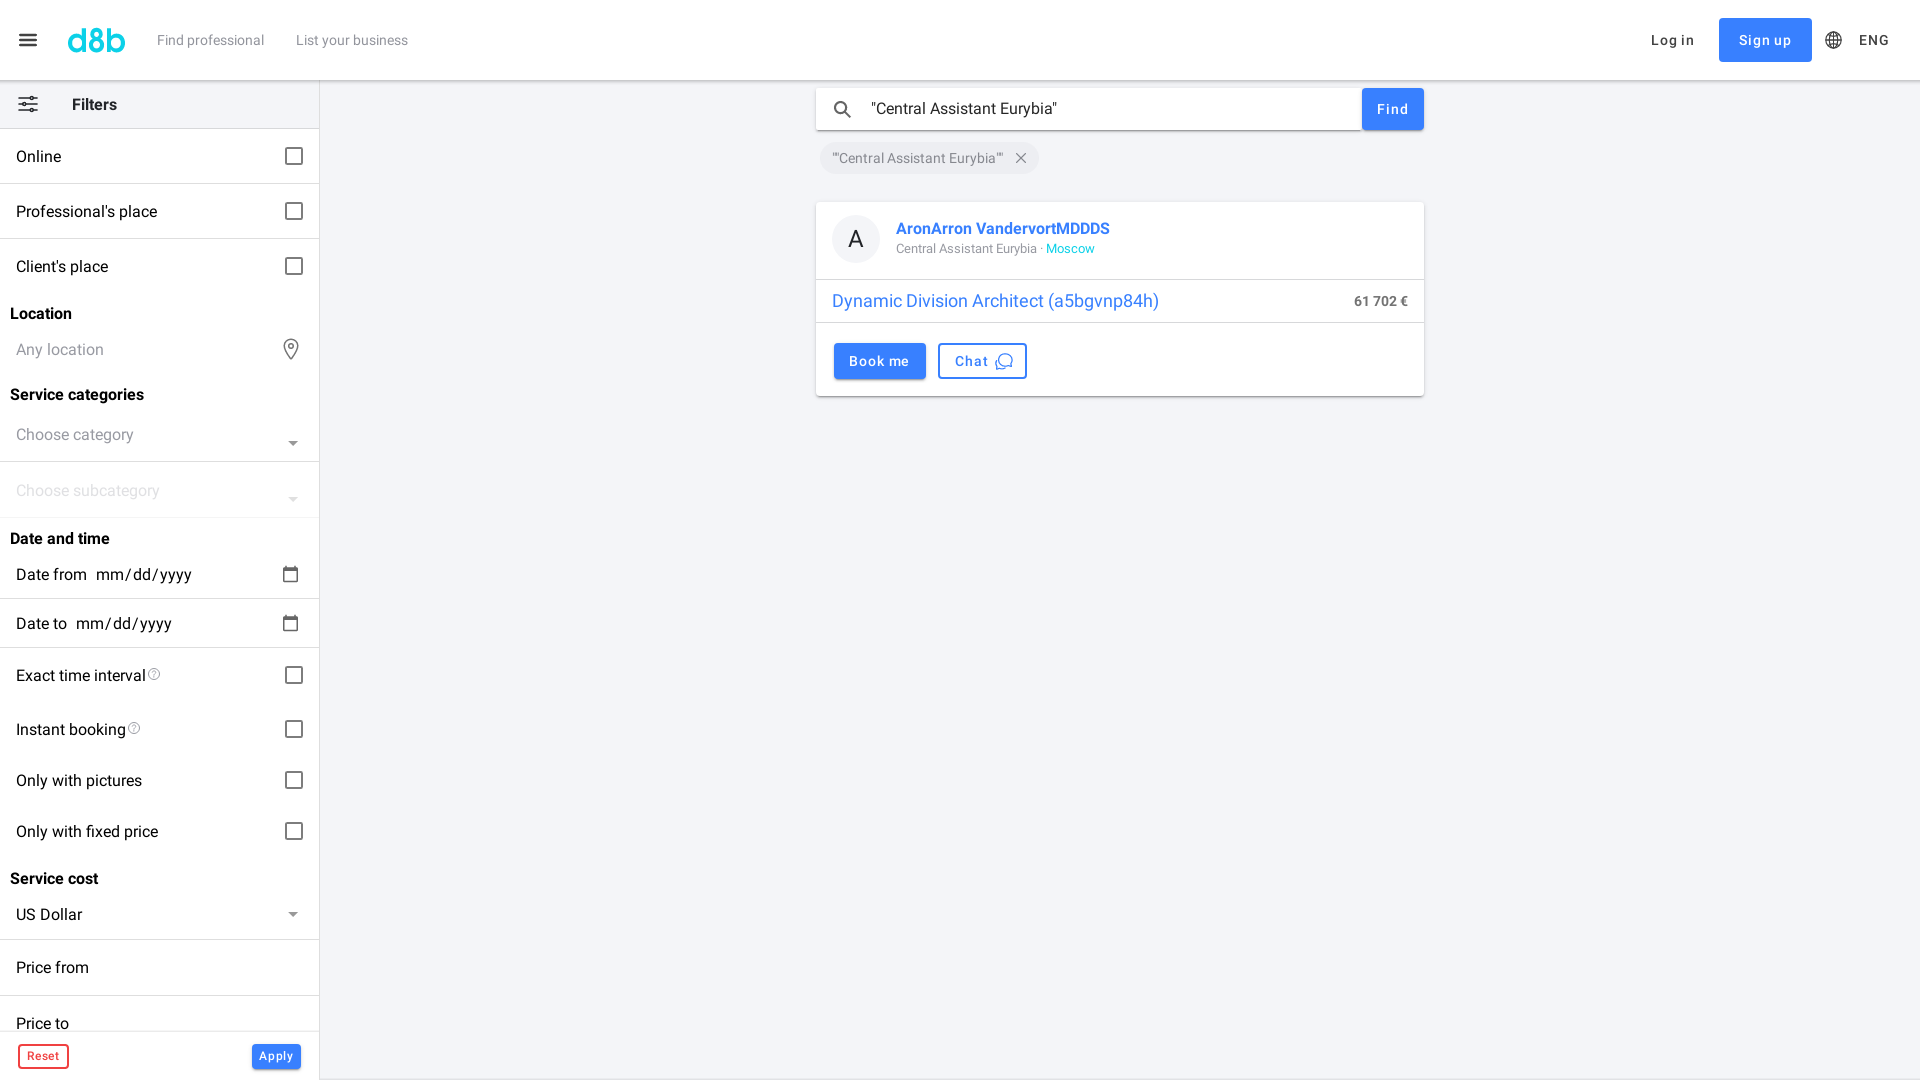 d8b
Find professional
List your business
Log in
Sign up
ENG
Filters
Online
Professional's place
Client's place
Location
Any location
Service categories
Choose category
Choose subcategory
Date and time
Date from mm/dd/yyyy
Date to mm/dd/yyyy
Exact time interval
Instant booking
Only with pictures
Only with fixed price
Service cost
US Dollar
Price from
Price to
Reset
Apply
"Central Assistant Eurybia"
Find
""Central Assistant Eurybia""
A
AronArron VandervortMDDDS
Central Assistant Eurybia · Moscow
Dynamic Division Architect (a5bgvnp84h)
61 702 €
Book me
Chat